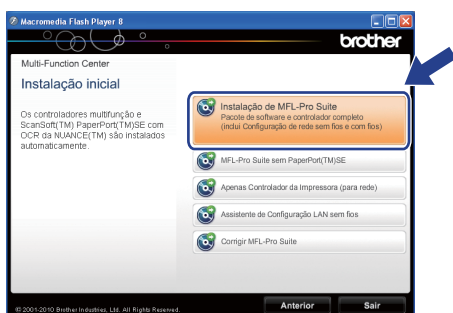 Macromedia Flash Player 8
brother
Multi-Function Center
Instalação inicial
Os controladores multifunção e
ScanSoft(TM) PaperPort(TM)SE com
OCR da NUANCE(TM) são instalados
automaticamente.
Instalação de MFL-Pro Suite
Pacote de software e controlador completo
(inclui Configuração de rede sem fios e com fios)
MFL-Pro Suite sem PaperPort(TM)SE
Apenas Controlador da Impressora (para rede)
Assistente de Configuração LAN sem fios
Corrigir MFL-Pro Suite
© 2001-2010 Brother Industries, Ltd. All Rights Reserved.
Anterior
Sair